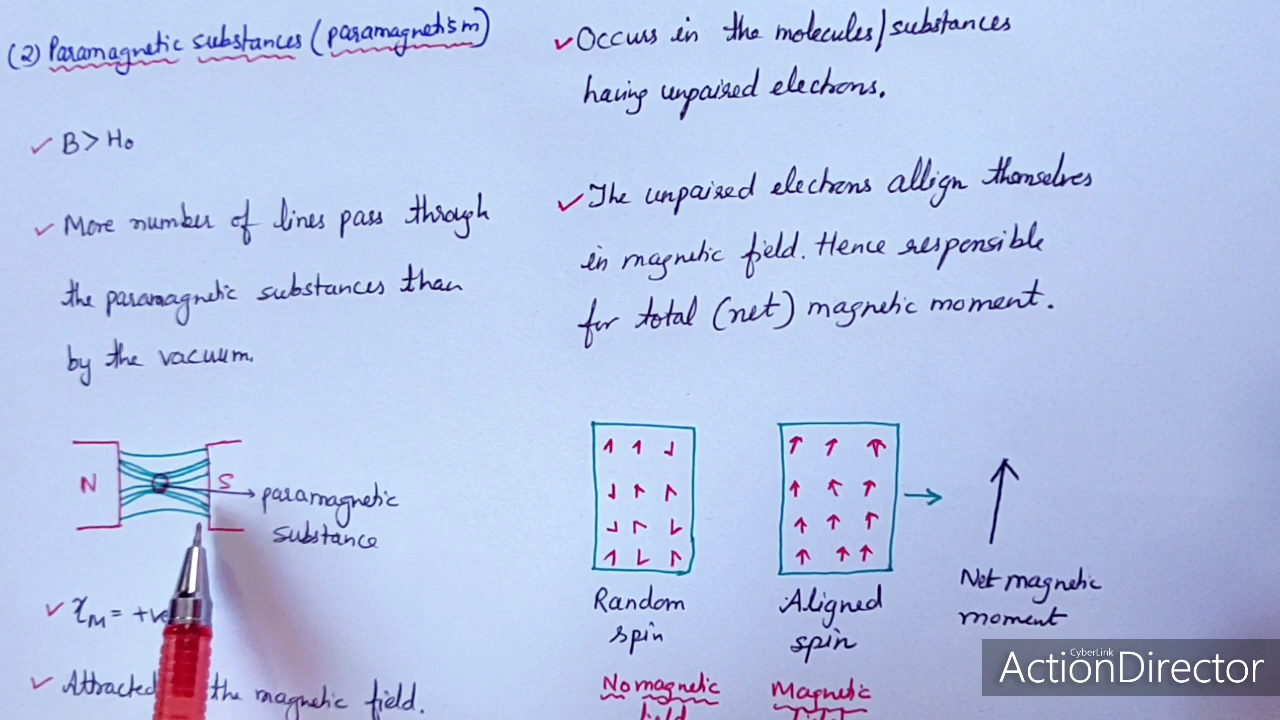 (2) Paramagnetic substances (paramagnetism)
✓ B > H₀
✓ More number of lines pass through
the paramagnetic substances than
by the vacuum.
N S
paramagnetic
substance
✓ χM = +ve
✓ Attracted the magnetic field.
✓ Occurs in the molecules/substances
having unpaired electrons.
✓ The unpaired electrons allign themselves
in magnetic field. Hence responsible
for total (net) magnetic moment.
Random
spin
No magnetic
field
Aligned
spin
Magnetic
field
Net magnetic
moment
CyberLink
ActionDirector